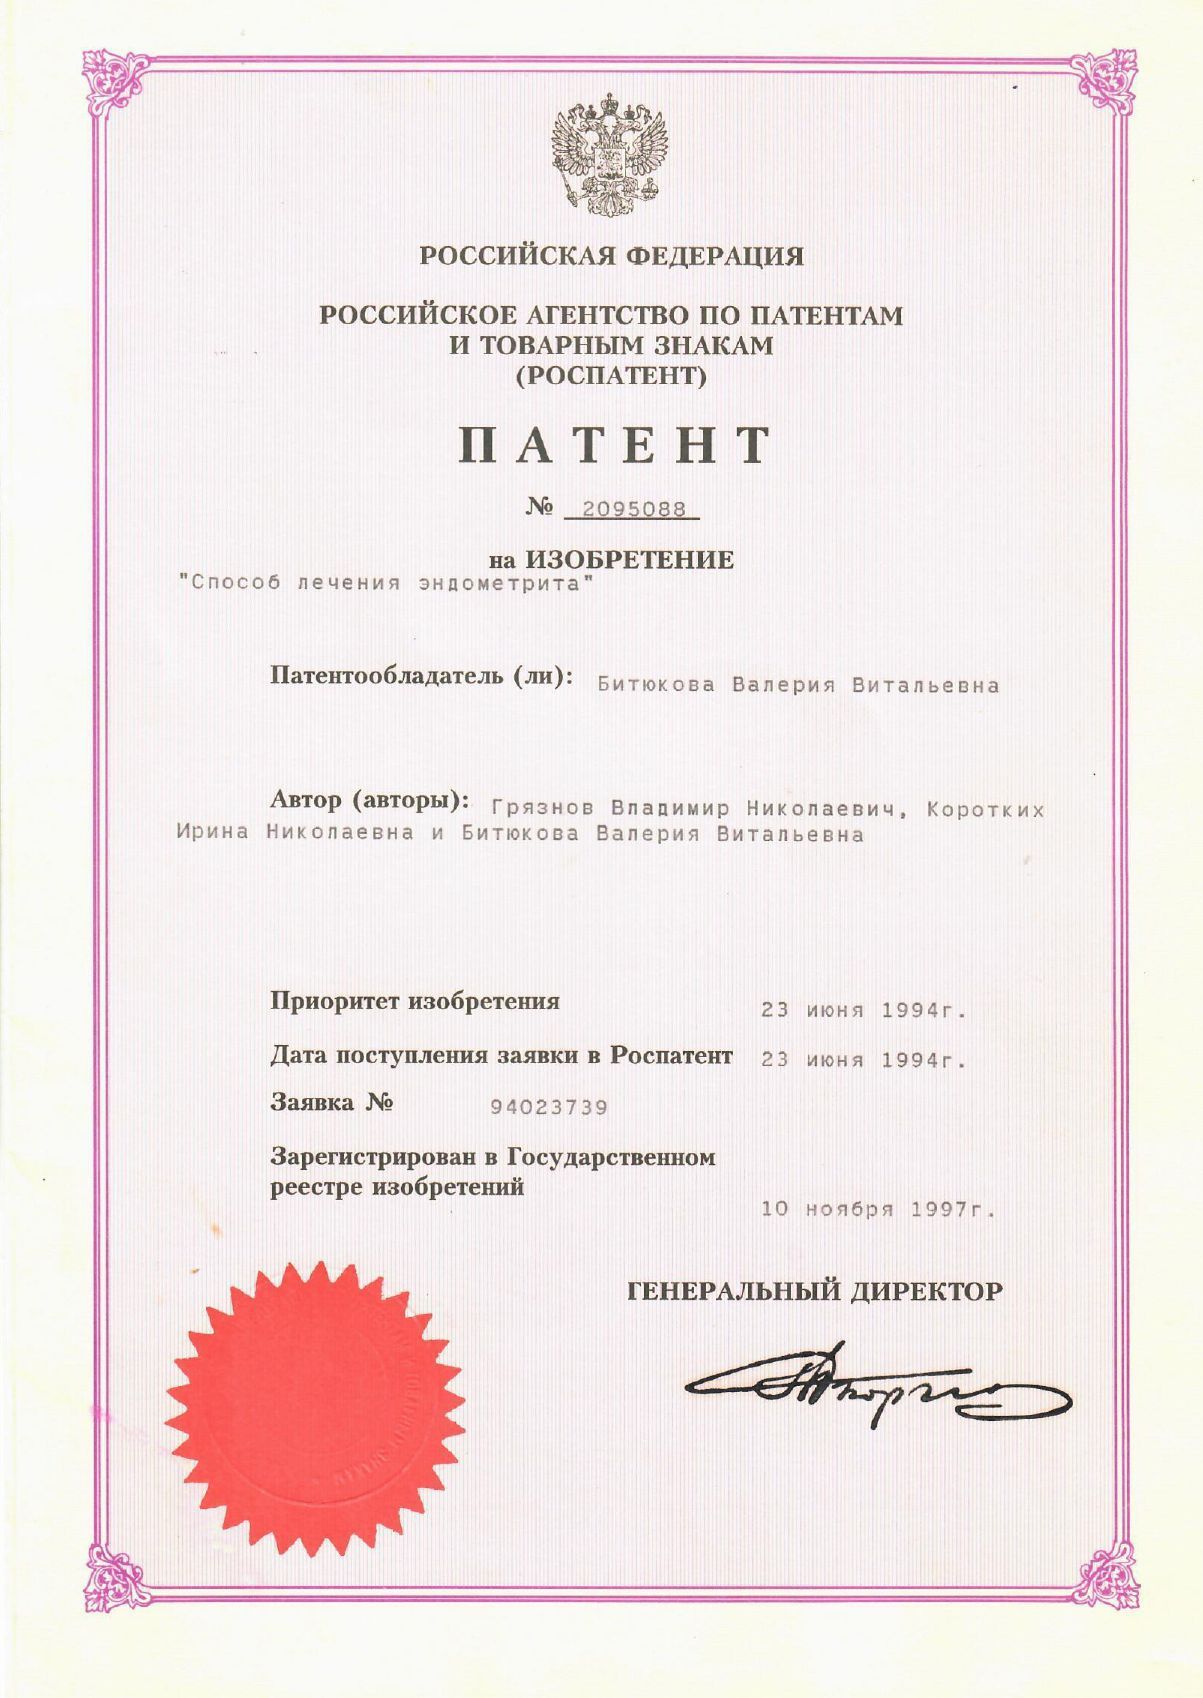 РОССИЙСКАЯ ФЕДЕРАЦИЯ
РОССИЙСКОЕ АГЕНТСТВО ПО ПАТЕНТАМ
И ТОВАРНЫМ ЗНАКАМ
(РОСПАТЕНТ)
ПАТЕНТ
№ 2095088
на ИЗОБРЕТЕНИЕ
"Способ лечения эндометрита"
Патентообладатель (ли): Битюкова Валерия Витальевна
Автор (авторы): Грязнов Владимир Николаевич, Коротких
Ирина Николаевна и Битюкова Валерия Витальевна
Приоритет изобретения 23 июня 1994г.
Дата поступления заявки в Роспатент 23 июня 1994г.
Заявка № 94023739
Зарегистрирован в Государственном
реестре изобретений
10 ноября 1997г.
ГЕНЕРАЛЬНЫЙ ДИРЕКТОР